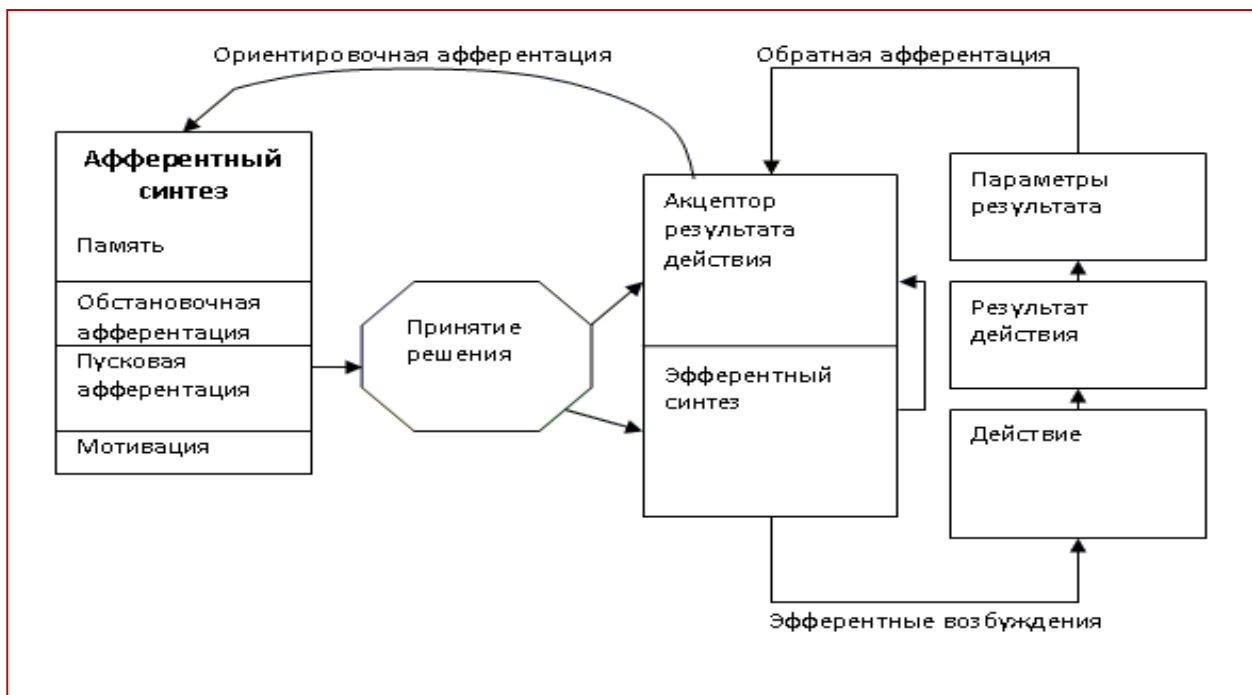 Ориентировочная афферентация
Обратная афферентация
Афферентный
синтез
Память
Обстановочная
афферентация
Пусковая
афферентация
Мотивация
Принятие
решения
Акцептор
результата
действия
Эфферентный
синтез
Параметры
результата
Результат
действия
Действие
Эфферентные возбуждения